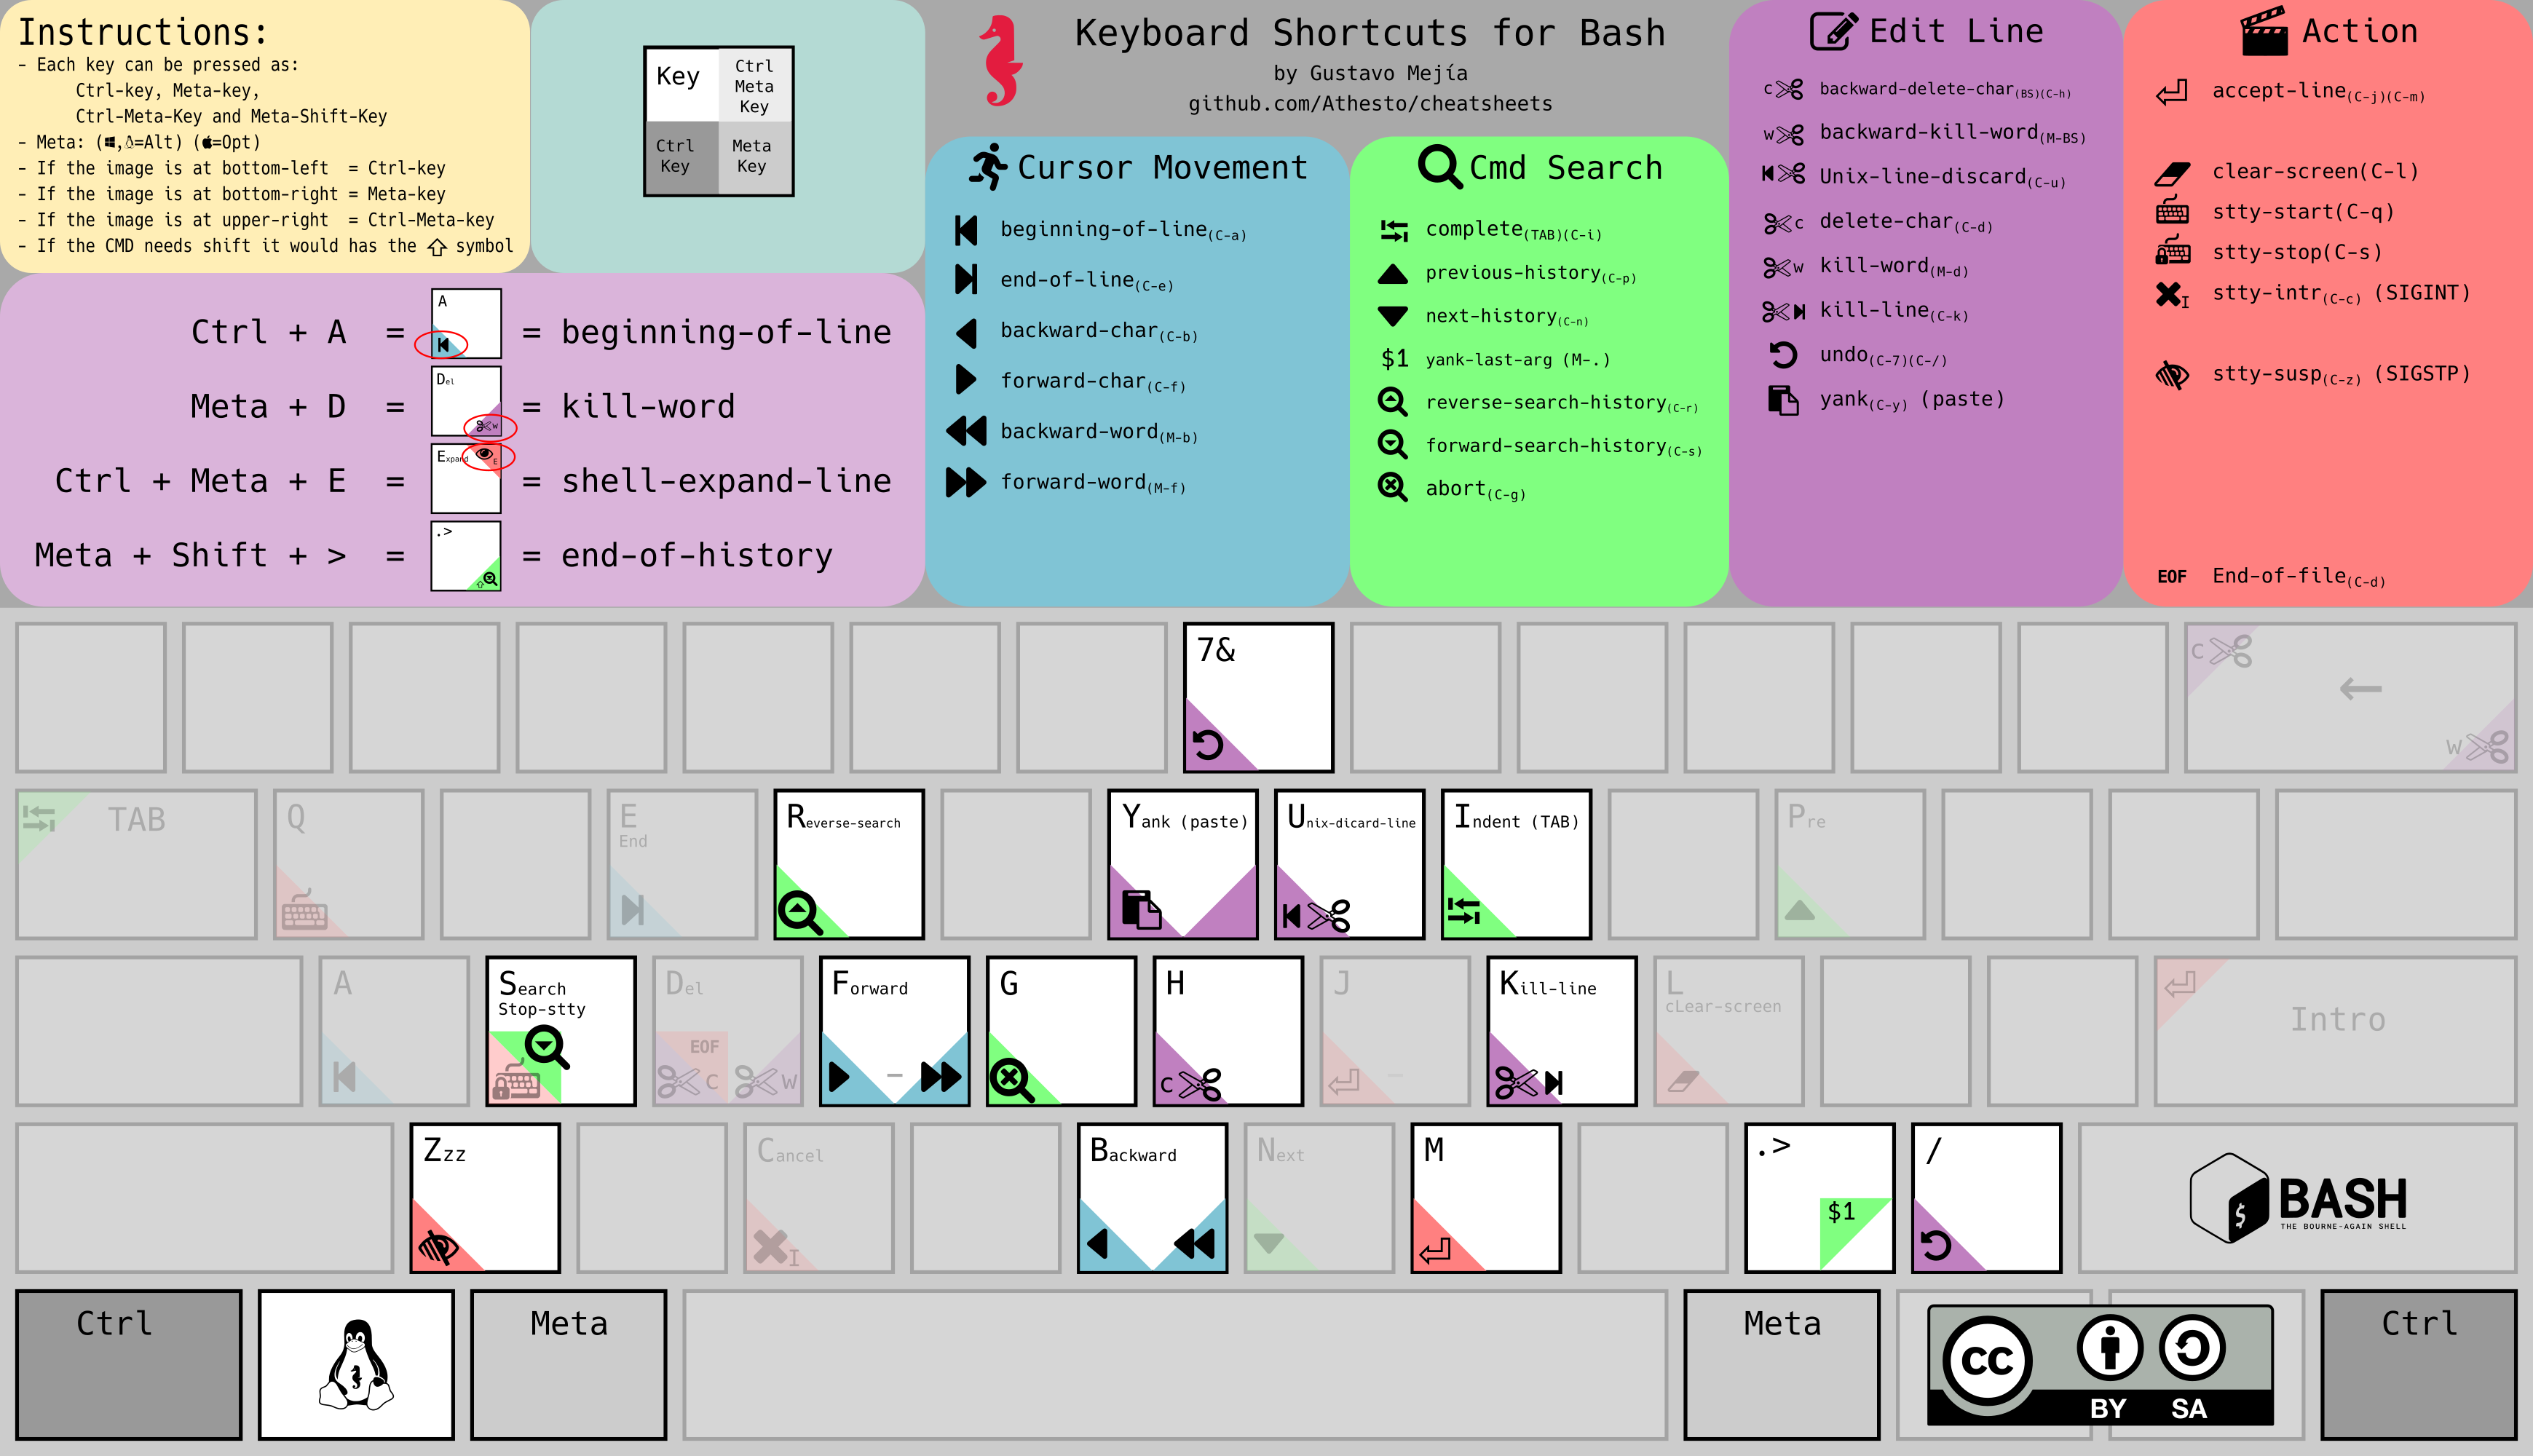 Instructions:
- Each key can be pressed as:
Ctrl-key, Meta-key,
Ctrl-Meta-Key and Meta-Shift-Key
- Meta: (,=Alt) (=Opt)
- If the image is at bottom-left = Ctrl-key
- If the image is at bottom-right = Meta-key
- If the image is at upper-right = Ctrl-Meta-key
- If the CMD needs shift it would has the symbol
Key
Ctrl
Meta
Key
Ctrl
Key
Meta
Key
Keyboard Shortcuts for Bash
by Gustavo Mejía
github.com/Athesto/cheatsheets
Ctrl + A = A = beginning-of-line
Meta + D = Del w = kill-word
Ctrl + Meta + E = Expand E = shell-expand-line
Meta + Shift + > = .> = end-of-history
Cursor Movement
beginning-of-line(C-a)
end-of-line(C-e)
backward-char(C-b)
forward-char(C-f)
backward-word(M-b)
forward-word(M-f)
Cmd Search
complete(TAB)(C-i)
previous-history(C-p)
next-history(C-n)
$1 yank-last-arg (M-.)
reverse-search-history(C-r)
forward-search-history(C-s)
abort(C-g)
Edit Line
c backward-delete-char(BS)(C-h)
w backward-kill-word(M-BS)
Unix-line-discard(C-u)
c delete-char(C-d)
w kill-word(M-d)
kill-line(C-k)
undo(C-7)(C-/)
yank(C-y) (paste)
Action
accept-line(C-j)(C-m)
clear-screen(C-l)
stty-start(C-q)
stty-stop(C-s)
I stty-intr(C-c) (SIGINT)
stty-susp(C-z) (SIGSTP)
EOF End-of-file(C-d)
7&
c
←
w
TAB
Q
E
End
Reverse-search
Yank (paste)
Unix-dicard-line
Indent (TAB)
Pre
A
Search
Stop-stty
Del
EOF
c w
Forward
-
G
H
c
J
-
Kill-line
L
cLear-screen
Intro
Zzz
Cancel
I
Backward
Next
M
.>
$1
/
$
BASH
THE BOURNE-AGAIN SHELL
Ctrl
Meta
Meta
cc
BY SA
Ctrl